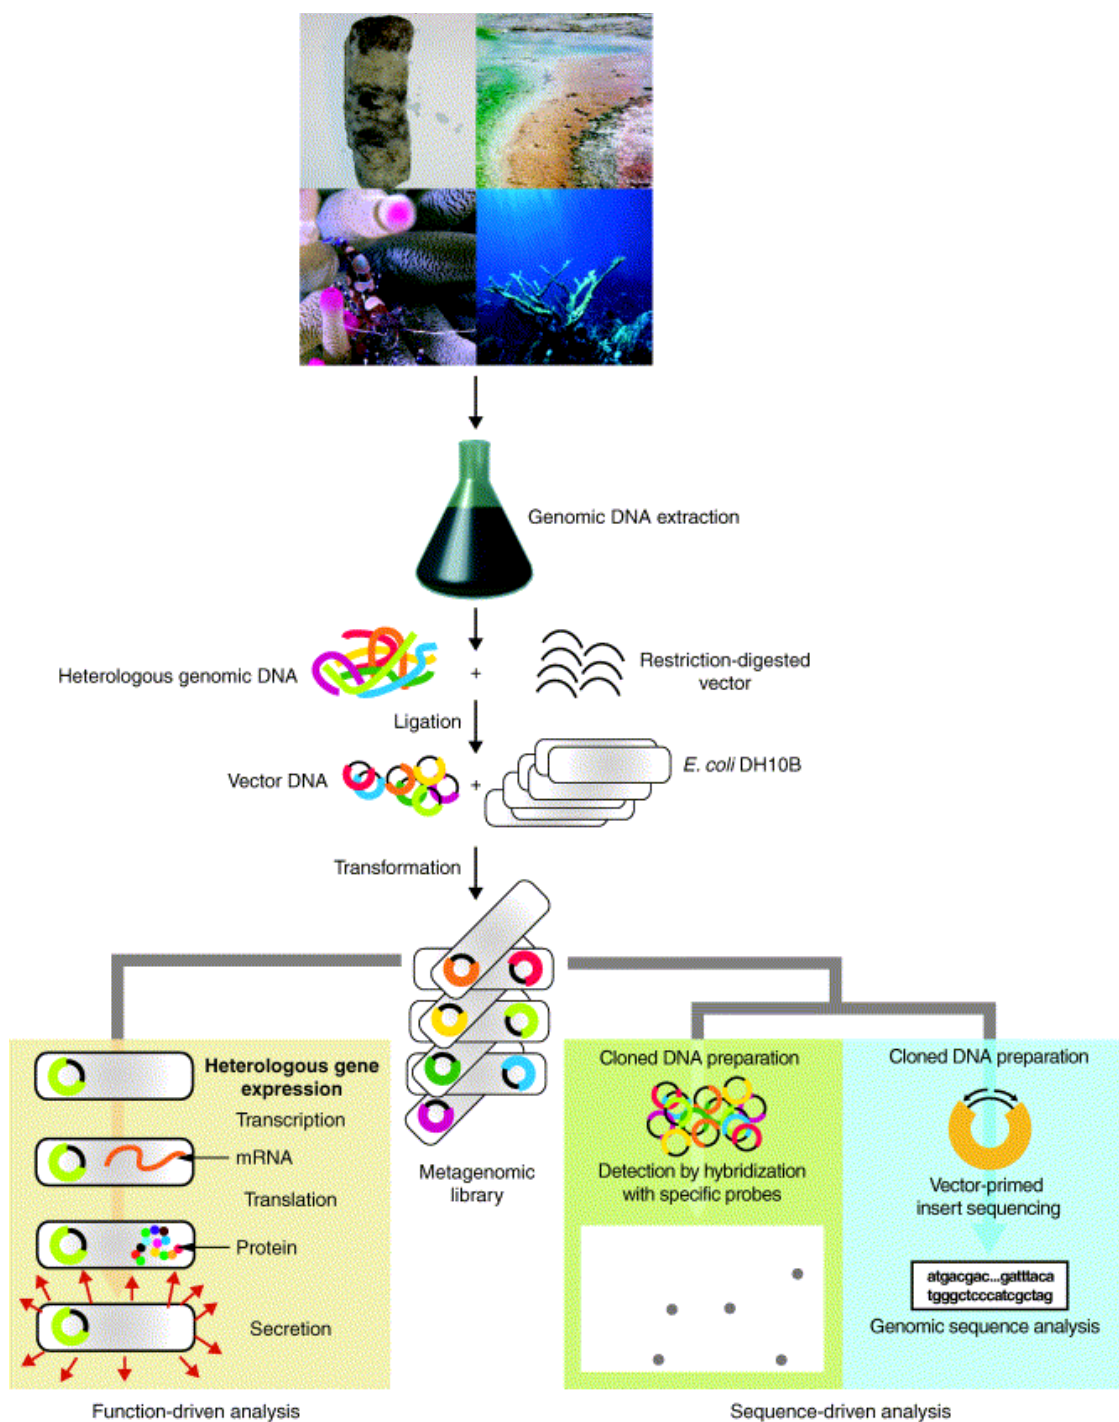 Genomic DNA extraction
Heterologous genomic DNA
+
Restriction-digested
vector
Ligation
Vector DNA
+
E. coli DH10B
Transformation
Metagenomic
library
Heterologous gene
expression
Transcription
mRNA
Translation
Protein
Secretion
Function-driven analysis
Cloned DNA preparation
Detection by hybridization
with specific probes
Cloned DNA preparation
Vector-primed
insert sequencing
atgacgac...gatttaca
tgggctcccatcgctag
Genomic sequence analysis
Sequence-driven analysis